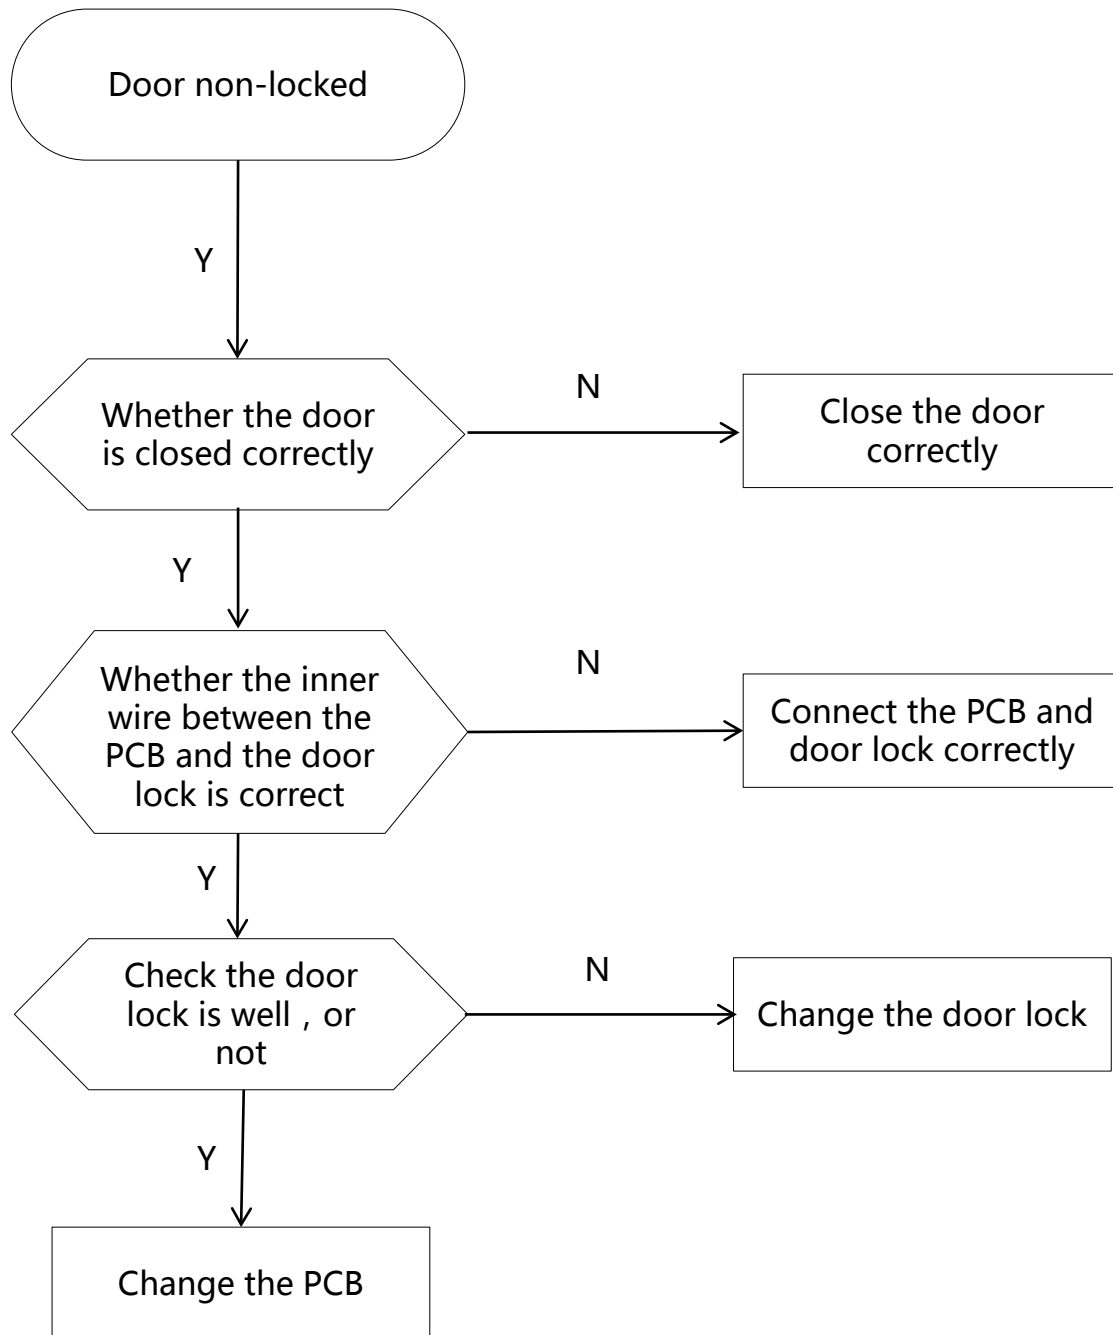 Door non-locked
Y
Whether the door
is closed correctly
N
Close the door
correctly
Y
Whether the inner
wire between the
PCB and the door
lock is correct
N
Connect the PCB and
door lock correctly
Y
Check the door
lock is well , or
not
N
Change the door lock
Y
Change the PCB